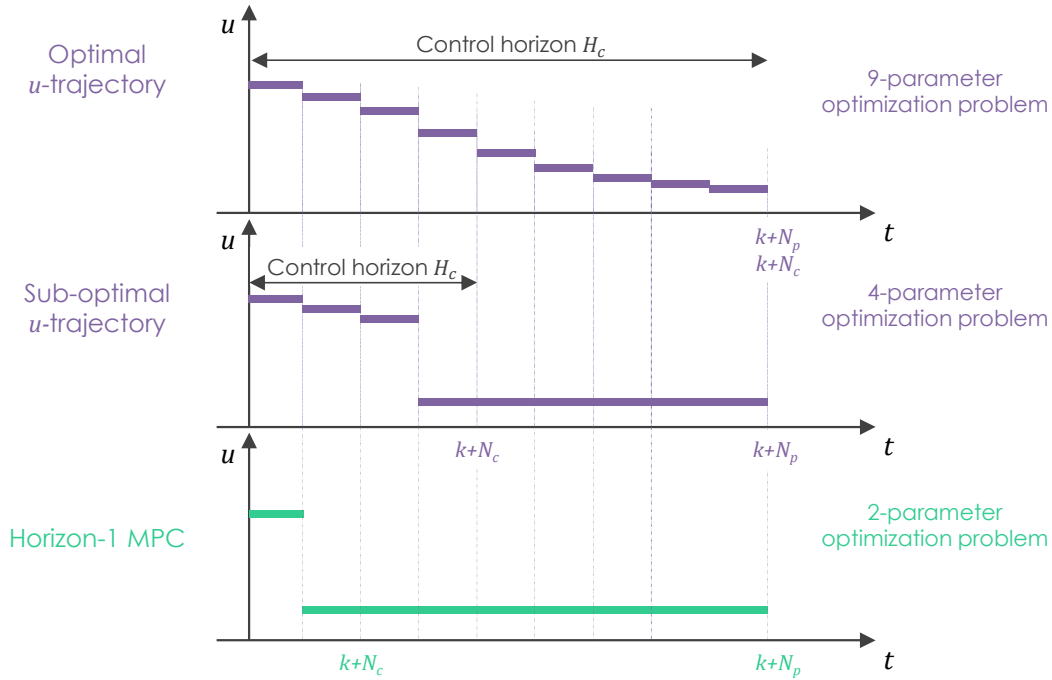 u
Control horizon H_c
Optimal
u-trajectory
9-parameter
optimization problem
t
k+N_p
k+N_c
u
Control horizon H_c
Sub-optimal
u-trajectory
4-parameter
optimization problem
t
k+N_c
k+N_p
u
Horizon-1 MPC
2-parameter
optimization problem
t
k+N_c
k+N_p